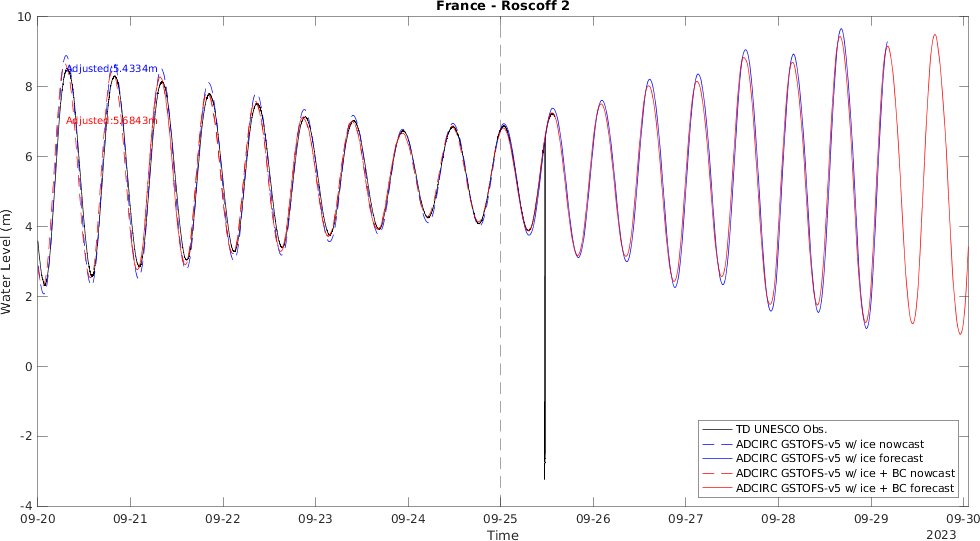 France - Roscoff 2
10
8
6
4
2
0
-2
-4
Water Level (m)
Adjusted:5.4334m
Adjusted:5.6843m
TD UNESCO Obs.
ADCIRC GSTOFS-v5 w/ ice nowcast
ADCIRC GSTOFS-v5 w/ ice forecast
ADCIRC GSTOFS-v5 w/ ice + BC nowcast
ADCIRC GSTOFS-v5 w/ ice + BC forecast
09-20 09-21 09-22 09-23 09-24 09-25 09-26 09-27 09-28 09-29 09-30
Time
2023